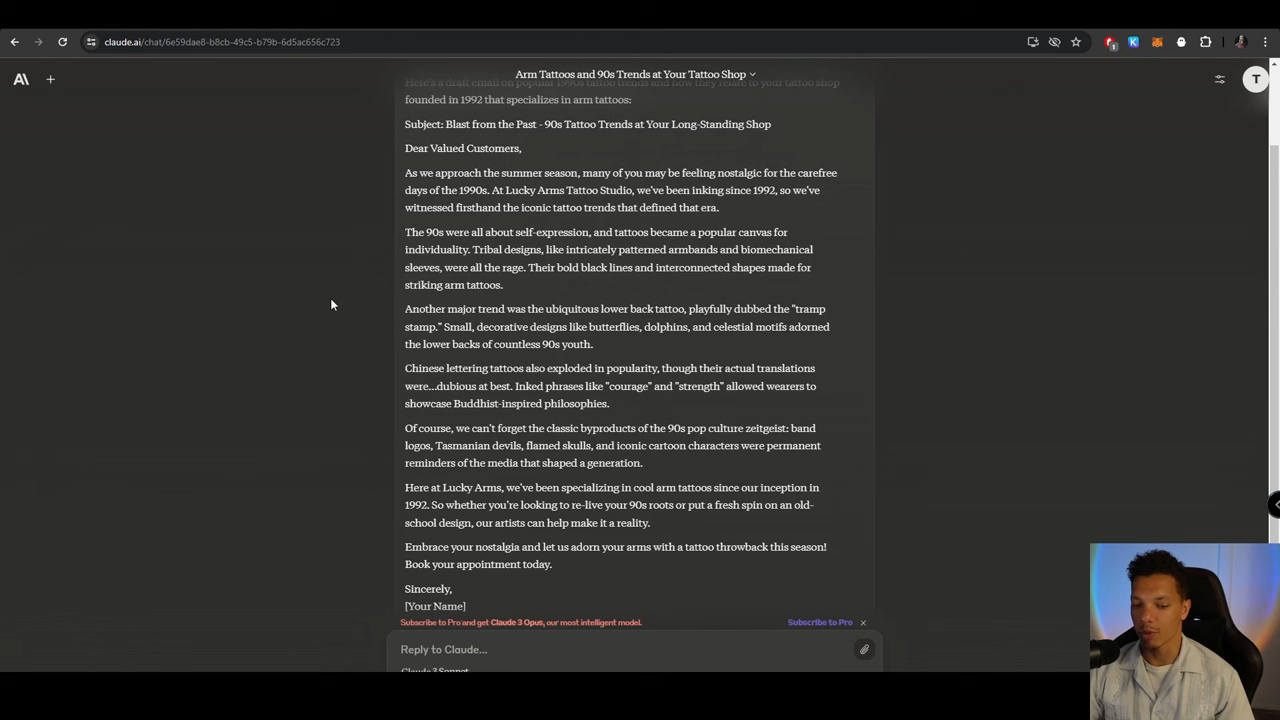 claude.ai/chat/6e59dae8-b8cb-49c5-b79b-6d5ac656c723
Arm Tattoos and 90s Trends at Your Tattoo Shop
T
Here's a draft email on popular 1990s tattoo trends and how they relate to your tattoo shop
founded in 1992 that specializes in arm tattoos:
Subject: Blast from the Past - 90s Tattoo Trends at Your Long-Standing Shop
Dear Valued Customers,
As we approach the summer season, many of you may be feeling nostalgic for the carefree
days of the 1990s. At Lucky Arms Tattoo Studio, we've been inking since 1992, so we've
witnessed firsthand the iconic tattoo trends that defined that era.
The 90s were all about self-expression, and tattoos became a popular canvas for
individuality. Tribal designs, like intricately patterned armbands and biomechanical
sleeves, were all the rage. Their bold black lines and interconnected shapes made for
striking arm tattoos.
Another major trend was the ubiquitous lower back tattoo, playfully dubbed the "tramp
stamp." Small, decorative designs like butterflies, dolphins, and celestial motifs adorned
the lower backs of countless 90s youth.
Chinese lettering tattoos also exploded in popularity, though their actual translations
were...dubious at best. Inked phrases like "courage" and "strength" allowed wearers to
showcase Buddhist-inspired philosophies.
Of course, we can't forget the classic byproducts of the 90s pop culture zeitgeist: band
logos, Tasmanian devils, flamed skulls, and iconic cartoon characters were permanent
reminders of the media that shaped a generation.
Here at Lucky Arms, we've been specializing in cool arm tattoos since our inception in
1992. So whether you're looking to re-live your 90s roots or put a fresh spin on an old-
school design, our artists can help make it a reality.
Embrace your nostalgia and let us adorn your arms with a tattoo throwback this season!
Book your appointment today.
Sincerely,
[Your Name]
Subscribe to Pro and get Claude 3 Opus, our most intelligent model.
Subscribe to Pro
Reply to Claude...
Claude 3 Sonnet